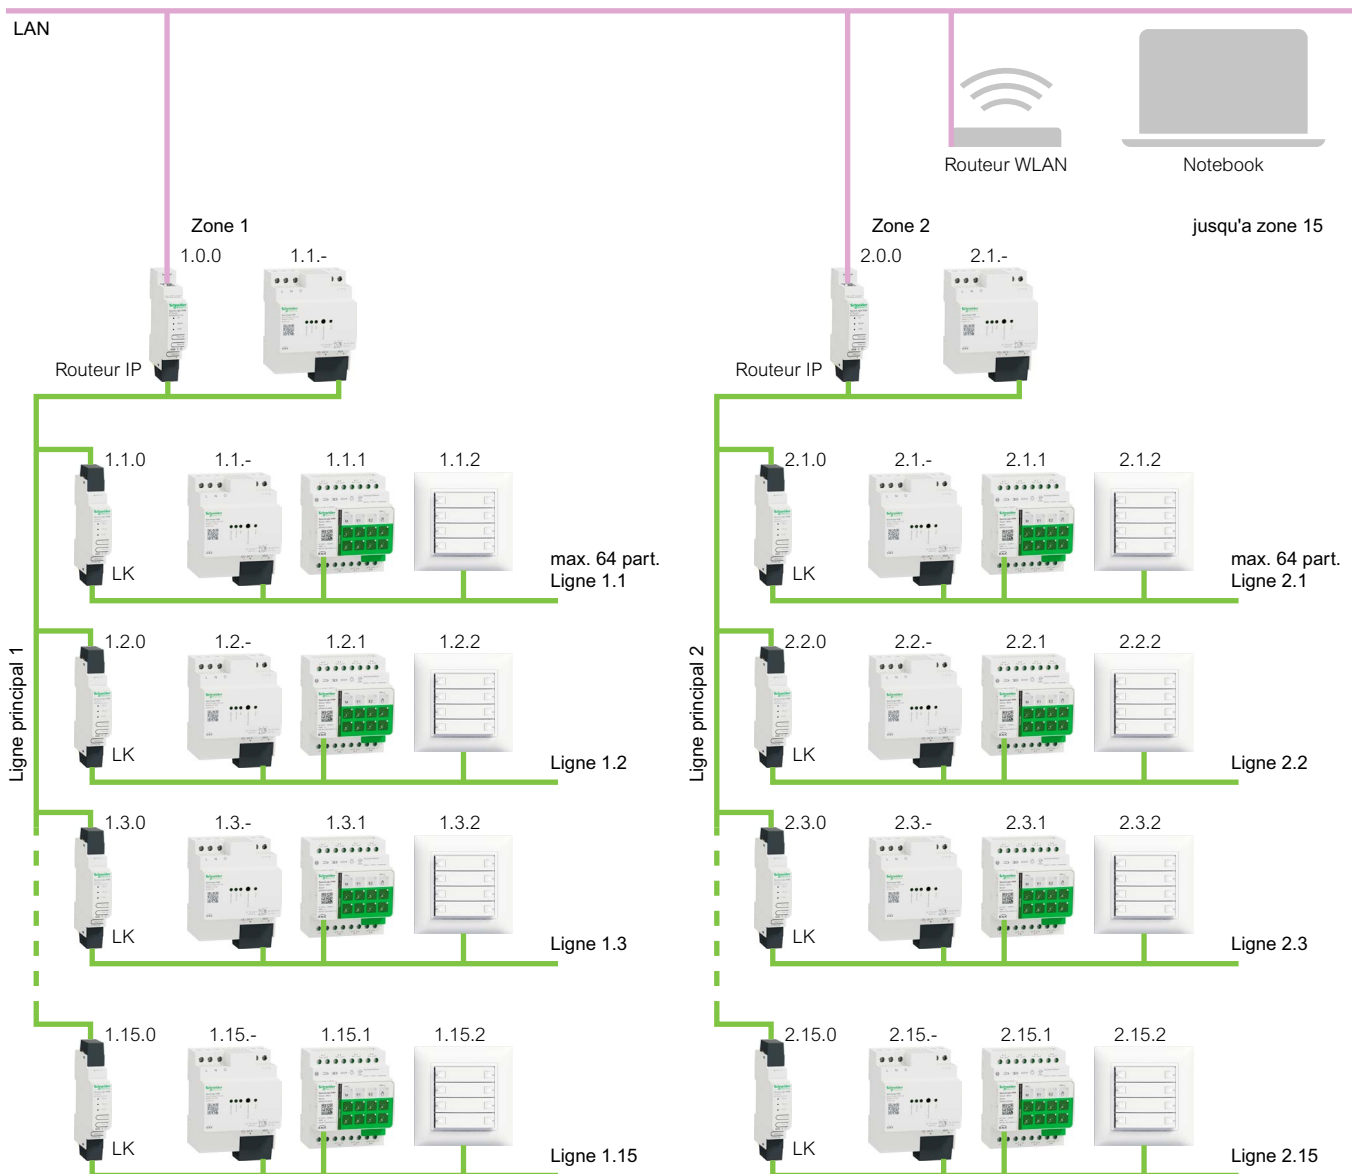 LAN
Routeur WLAN
Notebook
Zone 1
Zone 2
jusqu'a zone 15
1.0.0
1.1.-
2.0.0
2.1.-
Routeur IP
Routeur IP
1.1.0
1.1.-
1.1.1
1.1.2
2.1.0
2.1.-
2.1.1
2.1.2
LK
max. 64 part.
Ligne 1.1
LK
max. 64 part.
Ligne 2.1
Ligne principal 1
1.2.0
1.2.-
1.2.1
1.2.2
Ligne principal 2
2.2.0
2.2.-
2.2.1
2.2.2
LK
Ligne 1.2
LK
Ligne 2.2
1.3.0
1.3.-
1.3.1
1.3.2
2.3.0
2.3.-
2.3.1
2.3.2
LK
Ligne 1.3
LK
Ligne 2.3
1.15.0
1.15.-
1.15.1
1.15.2
2.15.0
2.15.-
2.15.1
2.15.2
LK
Ligne 1.15
LK
Ligne 2.15